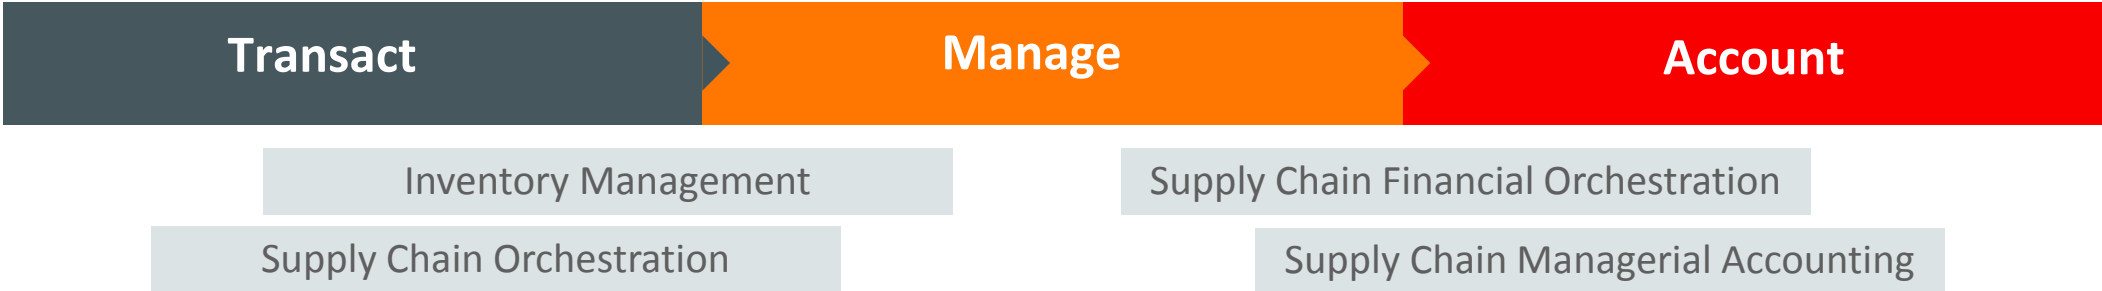 Transact
Manage
Account
Inventory Management
Supply Chain Financial Orchestration
Supply Chain Orchestration
Supply Chain Managerial Accounting